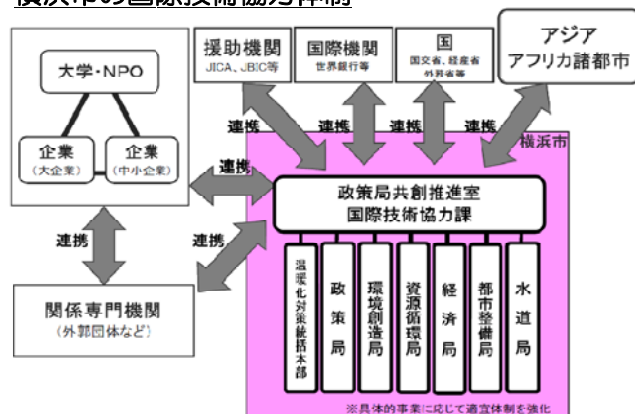 横浜市の国際技術協力体制
援助機関
JICA、JBIC等
国際機関
世界銀行等
国
国交省、経産省
外務省等
アジア
アフリカ諸都市
大学・NPO
企業
(大企業)
企業
(中小企業)
連携
連携
連携
連携
横浜市
連携
政策局共創推進室
国際技術協力課
連携
連携
関係専門機関
(外郭団体など)
温暖化対策統括本部
政策局
環境創造局
資源循環局
経済局
都市整備局
水道局
※具体的事業に応じて適宜体制を強化